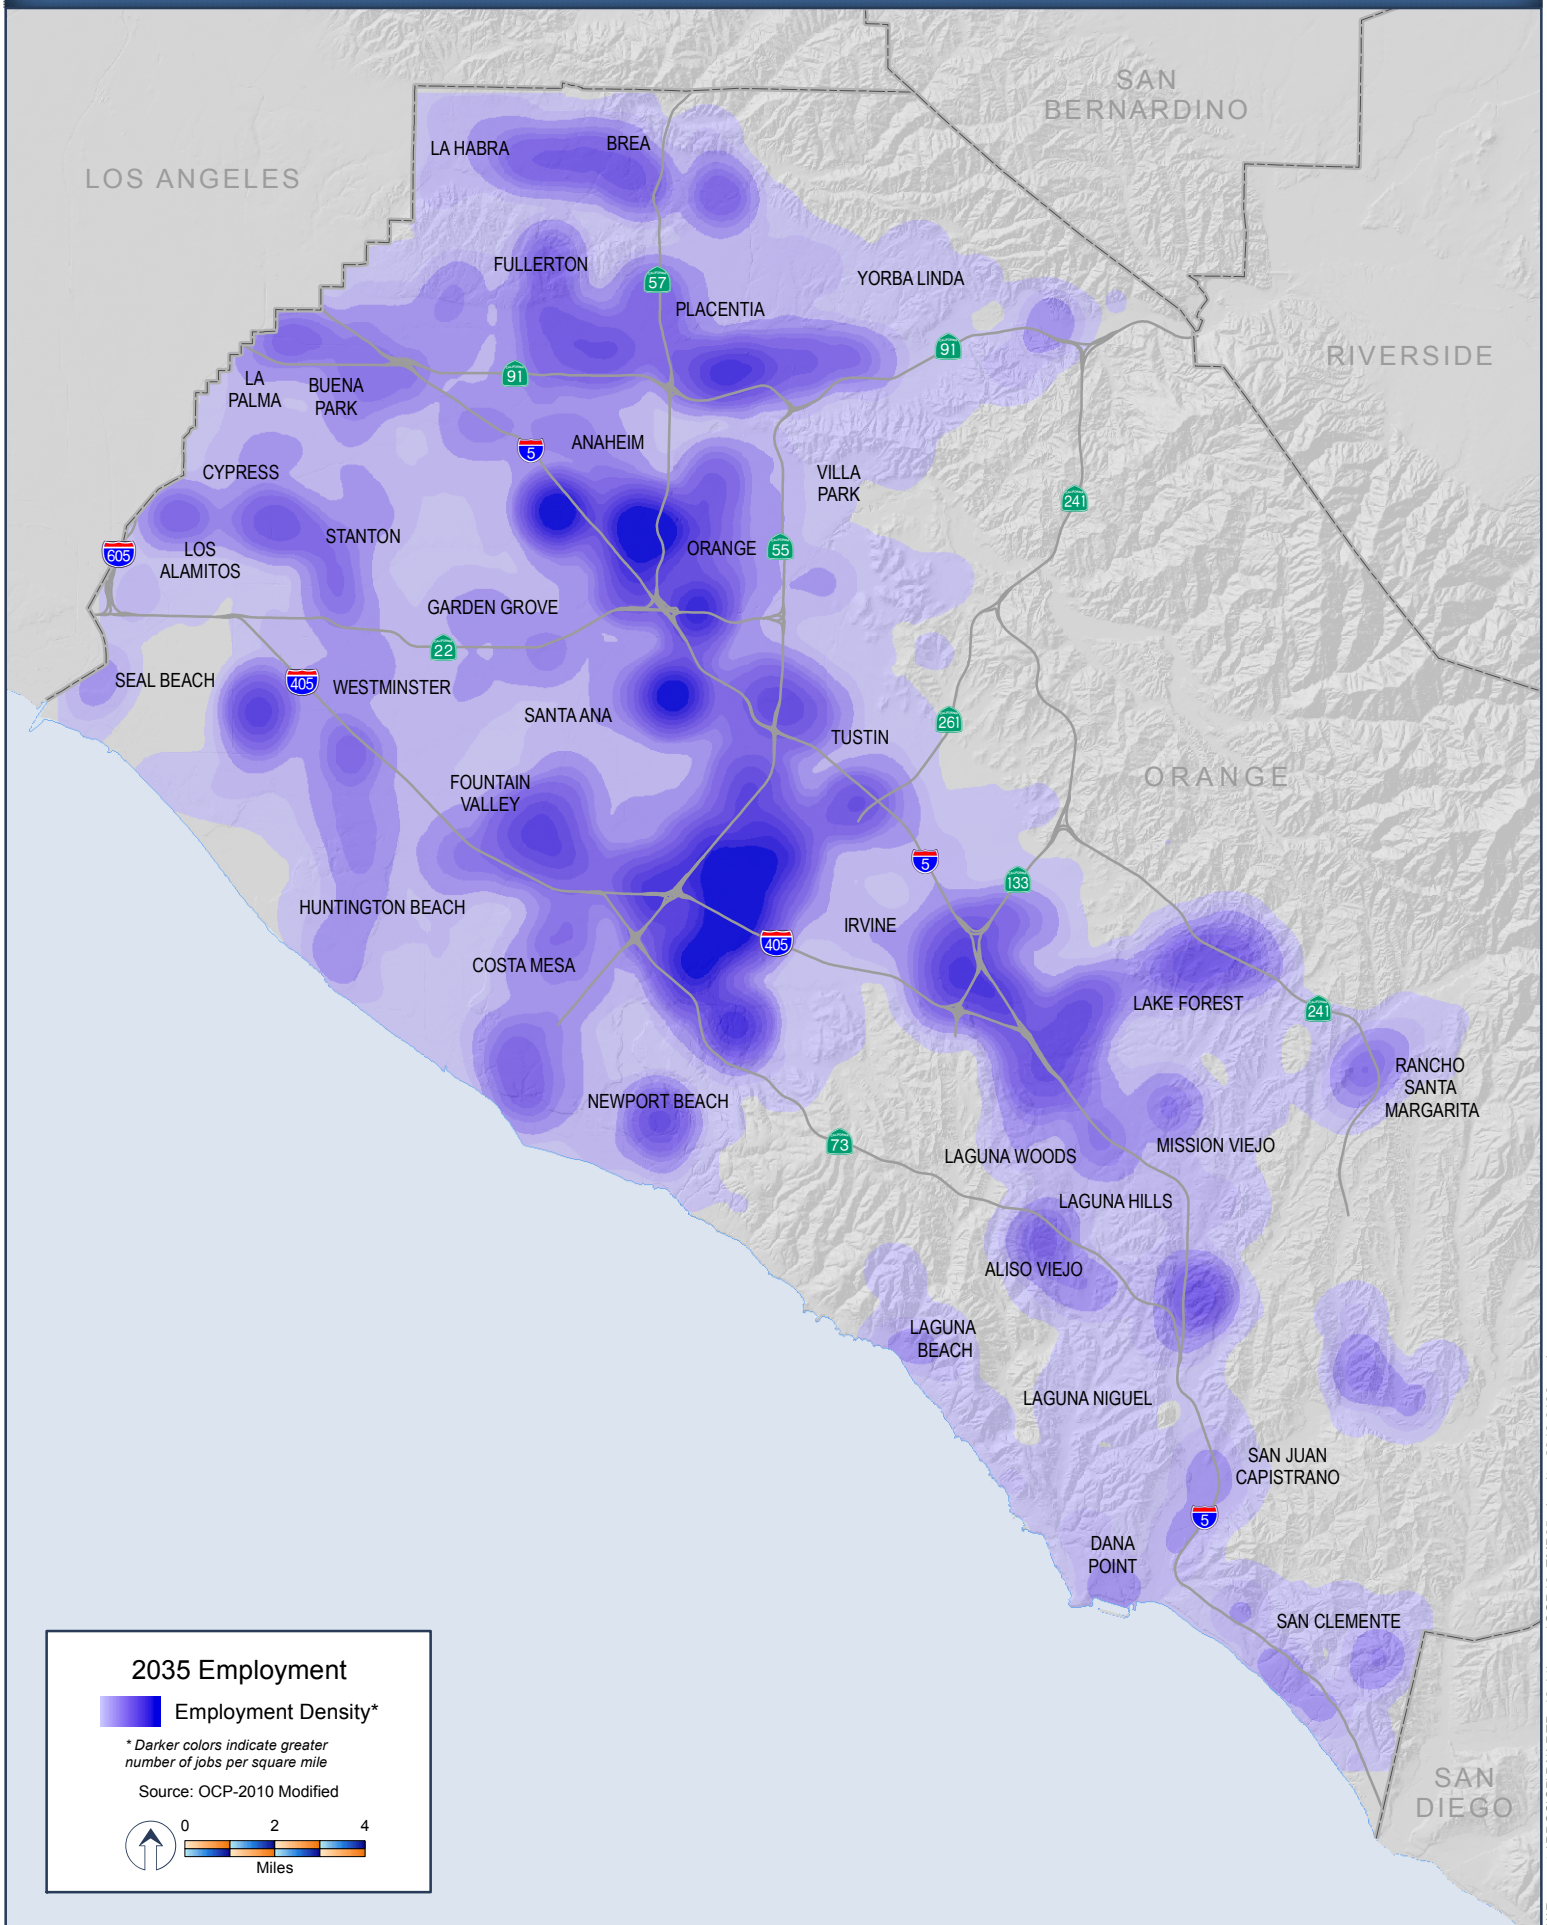 SAN
BERNARDINO
LOS ANGELES
LA HABRA
BREA
FULLERTON
CALIFORNIA
57
PLACENTIA
YORBA LINDA
91
91
RIVERSIDE
LA
PALMA
BUENA
PARK
ANAHEIM
5
CYPRESS
VILLA
PARK
241
STANTON
ORANGE
55
605
LOS
ALAMITOS
GARDEN GROVE
22
SEAL BEACH
405
WESTMINSTER
SANTA ANA
261
TUSTIN
ORANGE
FOUNTAIN
VALLEY
5
133
HUNTINGTON BEACH
IRVINE
405
COSTA MESA
LAKE FOREST
241
RANCHO
SANTA
MARGARITA
NEWPORT BEACH
73
LAGUNA WOODS
MISSION VIEJO
LAGUNA HILLS
ALISO VIEJO
LAGUNA
BEACH
LAGUNA NIGUEL
SAN JUAN
CAPISTRANO
5
DANA
POINT
SAN CLEMENTE
SAN
DIEGO
2035 Employment
Employment Density*
* Darker colors indicate greater
number of jobs per square mile
Source: OCP-2010 Modified
0 2 4
Miles